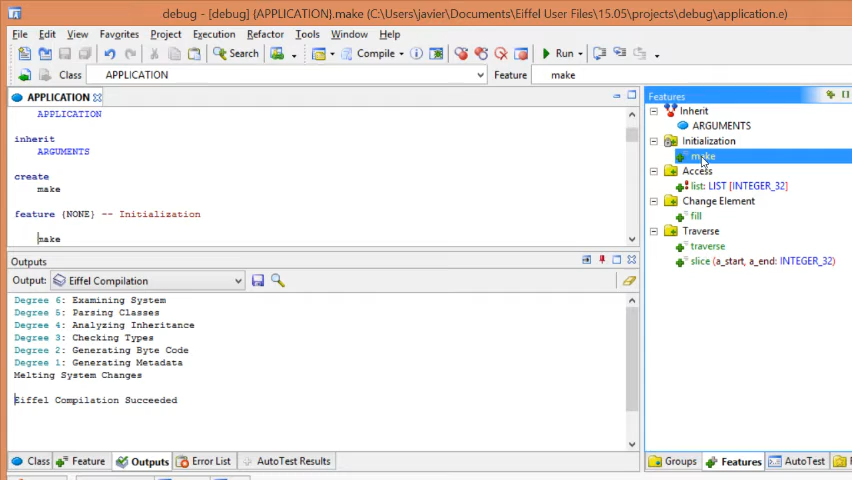 debug - [debug] {APPLICATION}.make (C:\Users\javier\Documents\Eiffel User Files\15.05\projects\debug\application.e)
File Edit View Favorites Project Execution Refactor Tools Window Help
Search Compile Run
Class APPLICATION Feature make
APPLICATION
APPLICATION
inherit
ARGUMENTS
create
make
feature {NONE} -- Initialization
make
Features
Inherit
ARGUMENTS
Initialization
make
Access
list: LIST [INTEGER_32]
Change Element
fill
Traverse
traverse
slice (a_start, a_end: INTEGER_32)
Outputs
Output: Eiffel Compilation
Degree 6: Examining System
Degree 5: Parsing Classes
Degree 4: Analyzing Inheritance
Degree 3: Checking Types
Degree 2: Generating Byte Code
Degree 1: Generating Metadata
Melting System Changes
Eiffel Compilation Succeeded
Class Feature Outputs Error List AutoTest Results
Groups Features AutoTest